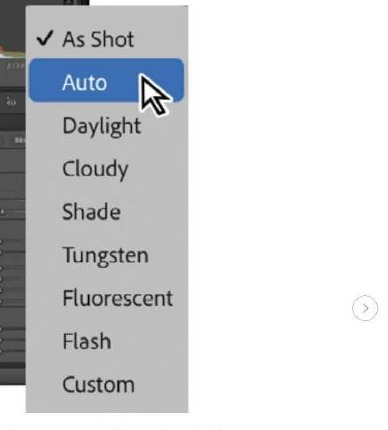 As Shot
Auto
Daylight
Cloudy
Shade
Tungsten
Fluorescent
Flash
Custom